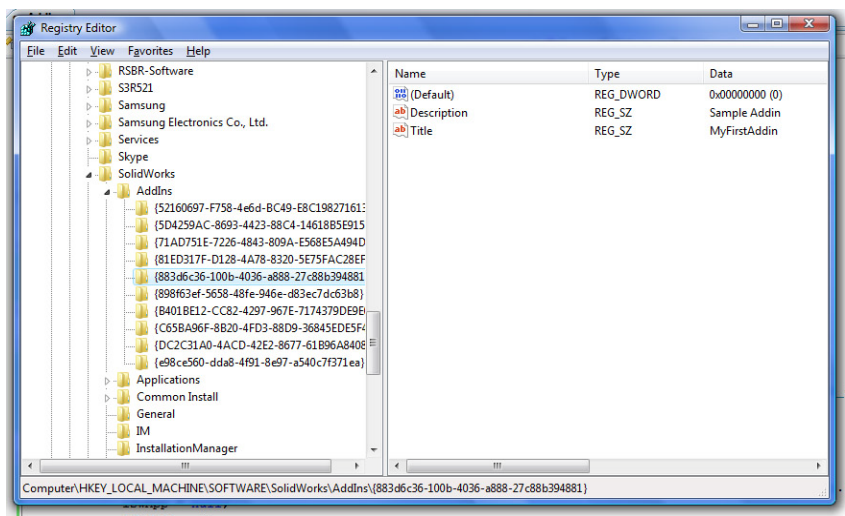 Registry Editor
File Edit View Favorites Help
RSBR-Software
S3R521
Samsung
Samsung Electronics Co., Ltd.
Services
Skype
SolidWorks
AddIns
{52160697-F758-4e6d-BC49-E8C198271613
{5D4259AC-8693-4423-88C4-14618B5E915
{71AD751E-7226-4843-809A-E568E5A494D
{81ED317F-D128-4A78-8320-5E75FAC28EF
{883d6c36-100b-4036-a888-27c88b394881
{898f63ef-5658-48fe-946e-d83ec7dc63b8}
{B401BE12-CC82-4297-967E-7174379DE9E
{C65BA96F-8B20-4FD3-88D9-36845EDE5F4
{DC2C31A0-4ACD-42E2-8677-61B96A8408
{e98ce560-dda8-4f91-8e97-a540c7f371ea}
Applications
Common Install
General
IM
InstallationManager
Name Type Data
(Default) REG_DWORD 0x00000000 (0)
Description REG_SZ Sample Addin
Title REG_SZ MyFirstAddin
Computer\HKEY_LOCAL_MACHINE\SOFTWARE\SolidWorks\AddIns\{883d6c36-100b-4036-a888-27c88b394881}